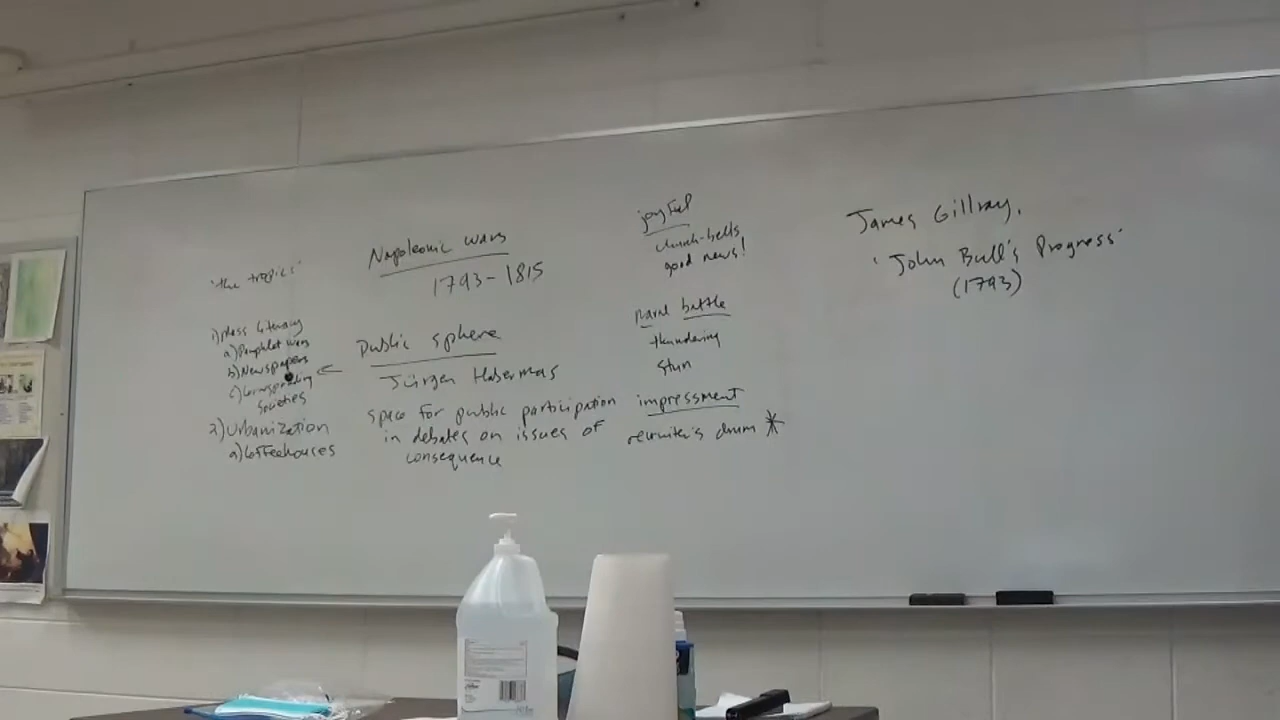 'the tropics'
1) Mass literacy
a) Pamphlet wars
b) Newspapers
c) Corresponding
Societies
2) Urbanization
a) Coffeehouses
Napoleonic wars
1793-1815
Public sphere
Jürgen Habermas
space for public participation
in debates on issues of
consequence
joyful
church-bells
good news!
naval battle
thundering
stun
impressment
recruiter's drum *
James Gillray,
'John Bull's Progress'
(1793)